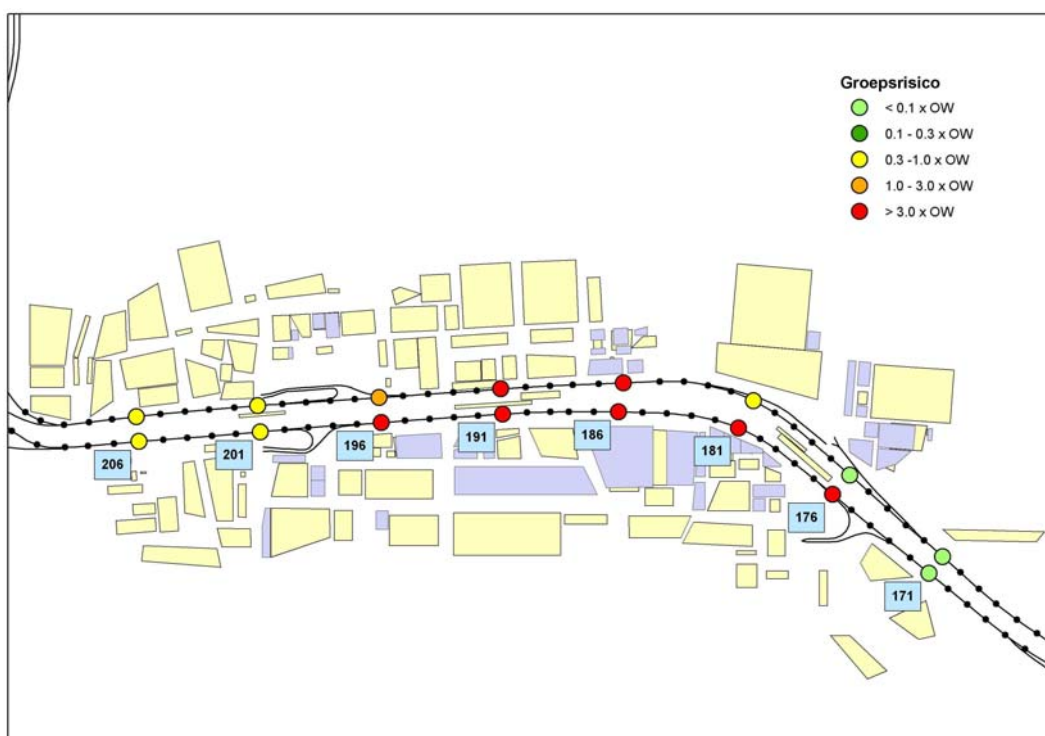 Groepsrisico
< 0.1 x OW
0.1 - 0.3 x OW
0.3 -1.0 x OW
1.0 - 3.0 x OW
> 3.0 x OW
206
201
196
191
186
181
176
171